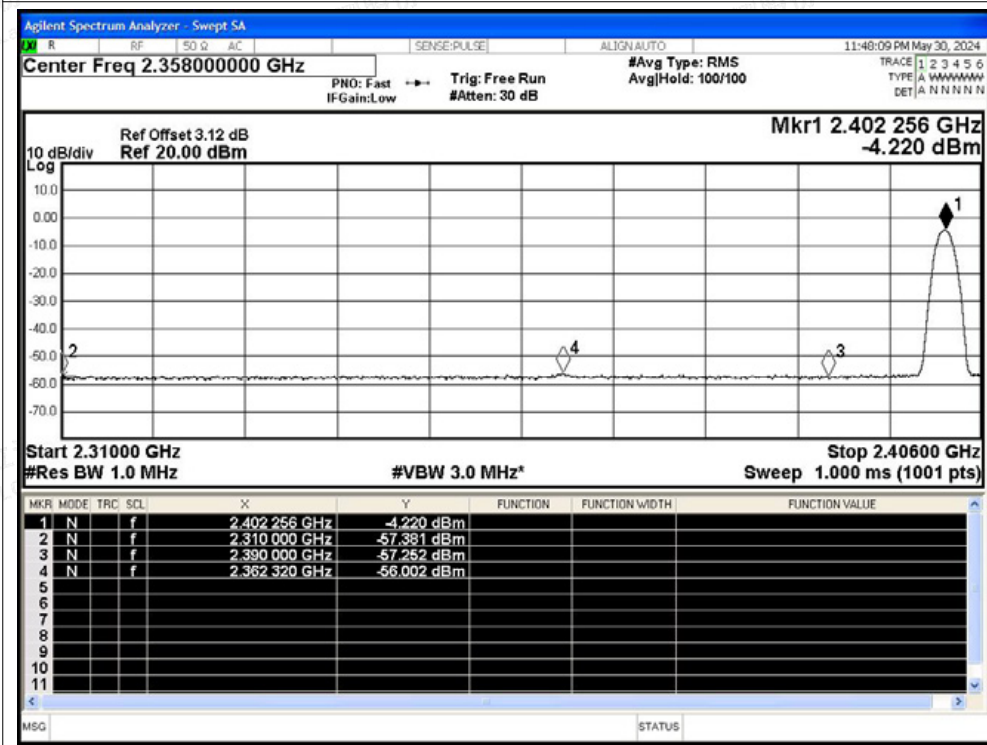 Agilent Spectrum Analyzer - Swept SA
LXI R RF 50 Ω AC SENSE:PULSE ALIGN AUTO 11:48:09 PM May 30, 2024
Center Freq 2.358000000 GHz #Avg Type: RMS TRACE 1 2 3 4 5 6
PNO: Fast Trig: Free Run Avg|Hold: 100/100 TYPE A WWWWW
IFGain:Low #Atten: 30 dB DET A N N N N N
Mkr1 2.402 256 GHz
Ref Offset 3.12 dB
10 dB/div Ref 20.00 dBm -4.220 dBm
Log
10.0
1
0.00
-10.0
-20.0
-30.0
-40.0
-50.0 2 4 3
-60.0
-70.0
Start 2.31000 GHz Stop 2.40600 GHz
#Res BW 1.0 MHz #VBW 3.0 MHz* Sweep 1.000 ms (1001 pts)
MKR MODE TRC SCL X Y FUNCTION FUNCTION WIDTH FUNCTION VALUE
1 N f 2.402 256 GHz -4.220 dBm
2 N f 2.310 000 GHz -57.381 dBm
3 N f 2.390 000 GHz -57.252 dBm
4 N f 2.362 320 GHz -56.002 dBm
5
6
7
8
9
10
11
MSG STATUS